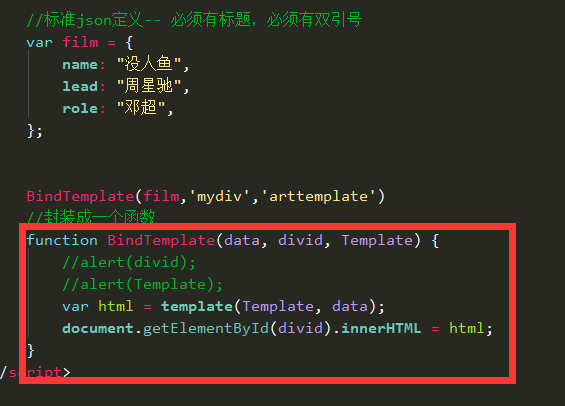 //标准json定义-- 必须有标题，必须有双引号
var film = {
name: "没人鱼",
lead: "周星驰",
role: "邓超",
};
BindTemplate(film,'mydiv','arttemplate')
//封装成一个函数
function BindTemplate(data, divid, Template) {
//alert(divid);
//alert(Template);
var html = template(Template, data);
document.getElementById(divid).innerHTML = html;
}
/script>